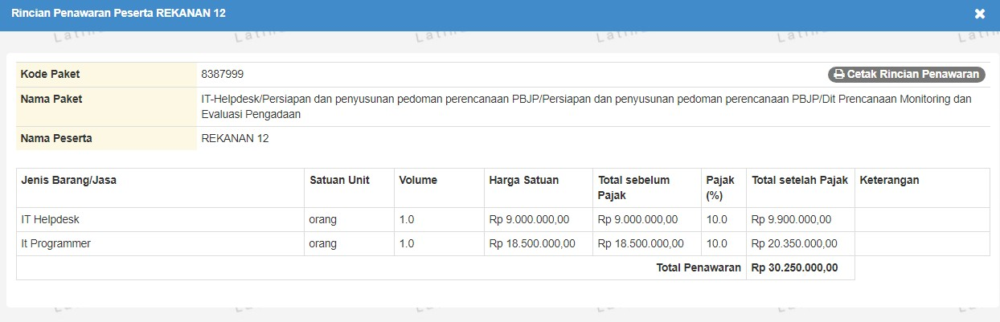 Rincian Penawaran Peserta REKANAN 12
Kode Paket 8387999 Cetak Rincian Penawaran
Nama Paket IT-Helpdesk/Persiapan dan penyusunan pedoman perencanaan PBJP/Persiapan dan penyusunan pedoman perencanaan PBJP/Dit Prencanaan Monitoring dan
Evaluasi Pengadaan
Nama Peserta REKANAN 12
Jenis Barang/Jasa Satuan Unit Volume Harga Satuan Total sebelum Pajak Pajak (%) Total setelah Pajak Keterangan
IT Helpdesk orang 1.0 Rp 9.000.000,00 Rp 9.000.000,00 10.0 Rp 9.900.000,00
It Programmer orang 1.0 Rp 18.500.000,00 Rp 18.500.000,00 10.0 Rp 20.350.000,00
Total Penawaran Rp 30.250.000,00